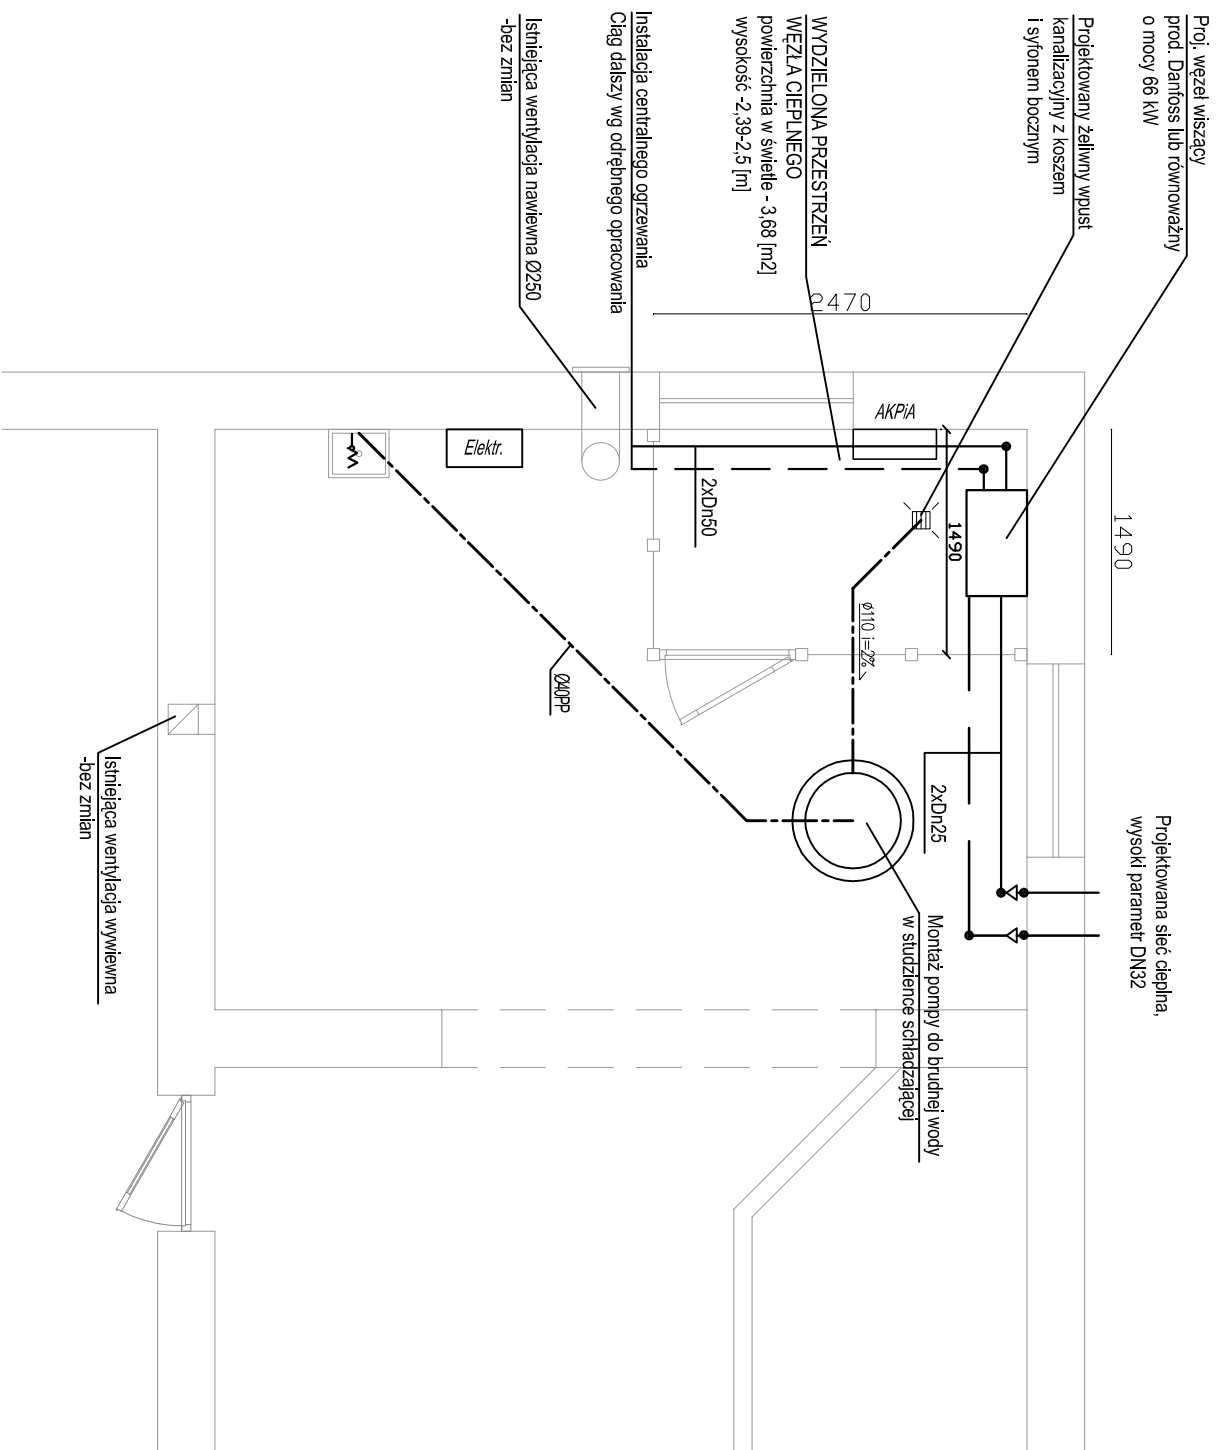 Proj. węzeł wiszący
prod. Danfoss lub równoważny
o mocy 66 kW
Projektowany żeliwny wpust
kanalizacyjny z koszem
i syfonem bocznym
WYDZIELONA PRZESTRZEŃ
WĘZŁA CIEPLNEGO
powierzchnia w świetle - 3,68 [m2]
wysokość -2,39-2,5 [m]
Instalacja centralnego ogrzewania
Ciąg dalszy wg odrębnego opracowania
Istniejąca wentylacja nawiewna Ø250
-bez zmian
2470
AKPiA
Elektr.
2xDn50
1490
1490
ø110 i=2%
Ø40PP
2xDn25
Projektowana sieć cieplna,
wysoki parametr DN32
Montaż pompy do brudnej wody
w studzience schładzającej
Istniejąca wentylacja wywiewna
-bez zmian